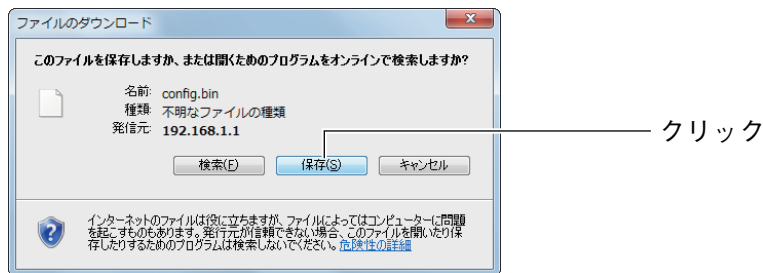 ファイルのダウンロード
このファイルを保存しますか、または開くためのプログラムをオンラインで検索しますか?
名前: config.bin
種類: 不明なファイルの種類
発信元: 192.168.1.1
検索(F) 保存(S) キャンセル
クリック
インターネットのファイルは役に立ちますが、ファイルによってはコンピューターに問題
を起こすものもあります。発行元が信頼できない場合、このファイルを開いたり保
存したりするためのプログラムは検索しないでください。危険性の詳細